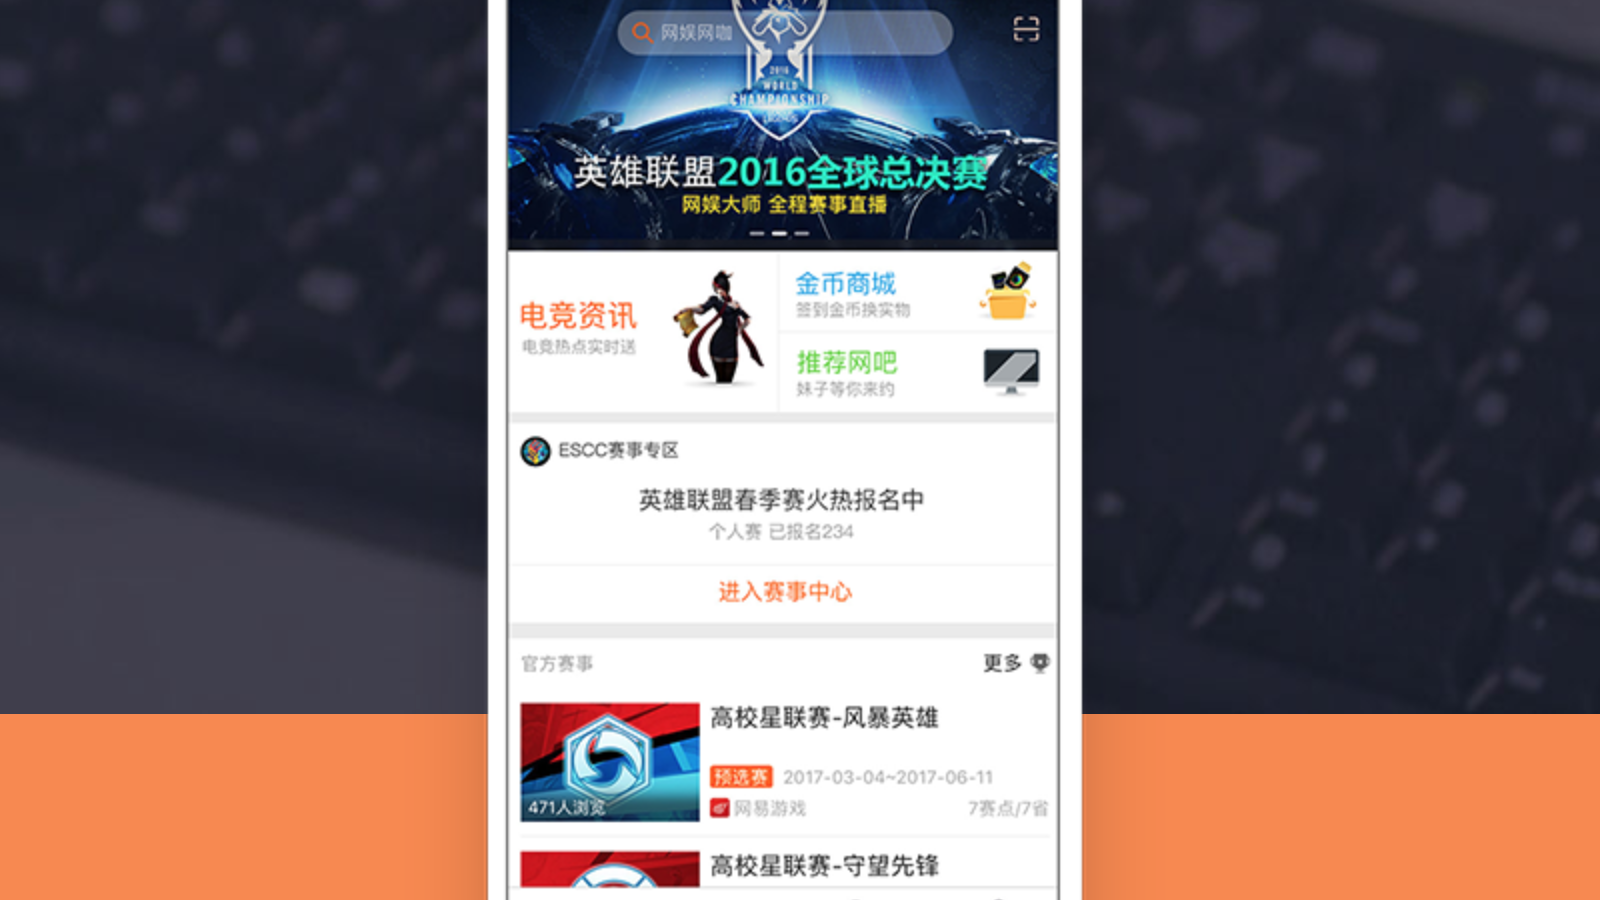 网娱网咖
2016
WORLD
CHAMPIONSHIP
英雄联盟2016全球总决赛
网娱大师 全程赛事直播
电竞资讯
电竞热点实时送
金币商城
签到金币换实物
推荐网吧
妹子等你来约
ESCC赛事专区
英雄联盟春季赛火热报名中
个人赛 已报名234
进入赛事中心
官方赛事
更多
高校星联赛-风暴英雄
预选赛 2017-03-04~2017-06-11
471人浏览
网易游戏
7赛点/7省
高校星联赛-守望先锋